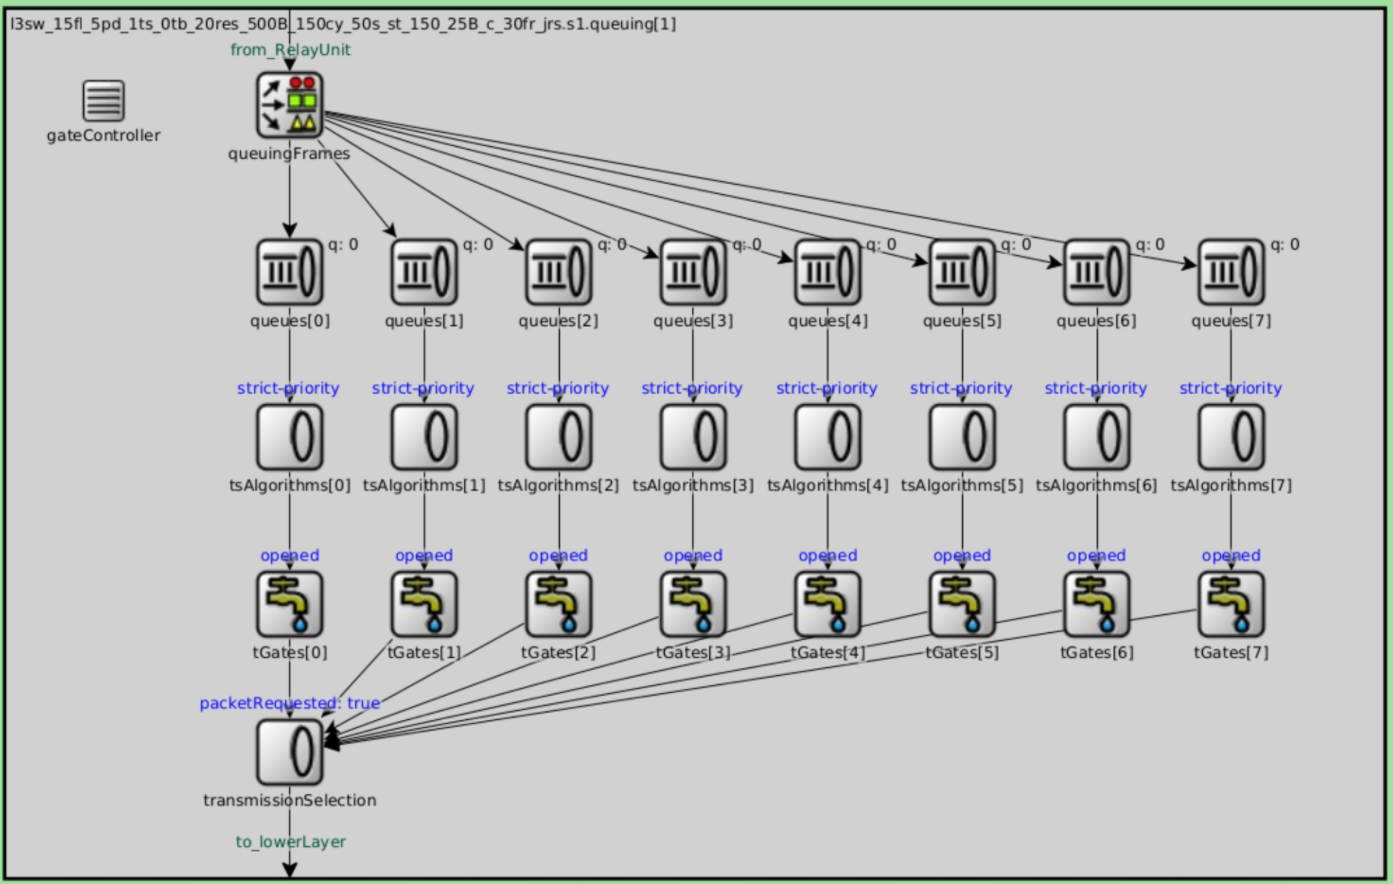 l3sw_15fl_5pd_1ts_0tb_20res_500B_150cy_50s_st_150_25B_c_30fr_jrs.s1.queuing[1]
from_RelayUnit
gateController
queuingFrames
q: 0 q: 0 q: 0 q: 0 q: 0 q: 0 q: 0 q: 0
queues[0] queues[1] queues[2] queues[3] queues[4] queues[5] queues[6] queues[7]
strict-priority strict-priority strict-priority strict-priority strict-priority strict-priority strict-priority strict-priority
tsAlgorithms[0] tsAlgorithms[1] tsAlgorithms[2] tsAlgorithms[3] tsAlgorithms[4] tsAlgorithms[5] tsAlgorithms[6] tsAlgorithms[7]
opened opened opened opened opened opened opened opened
tGates[0] tGates[1] tGates[2] tGates[3] tGates[4] tGates[5] tGates[6] tGates[7]
packetRequested: true
transmissionSelection
to_lowerLayer